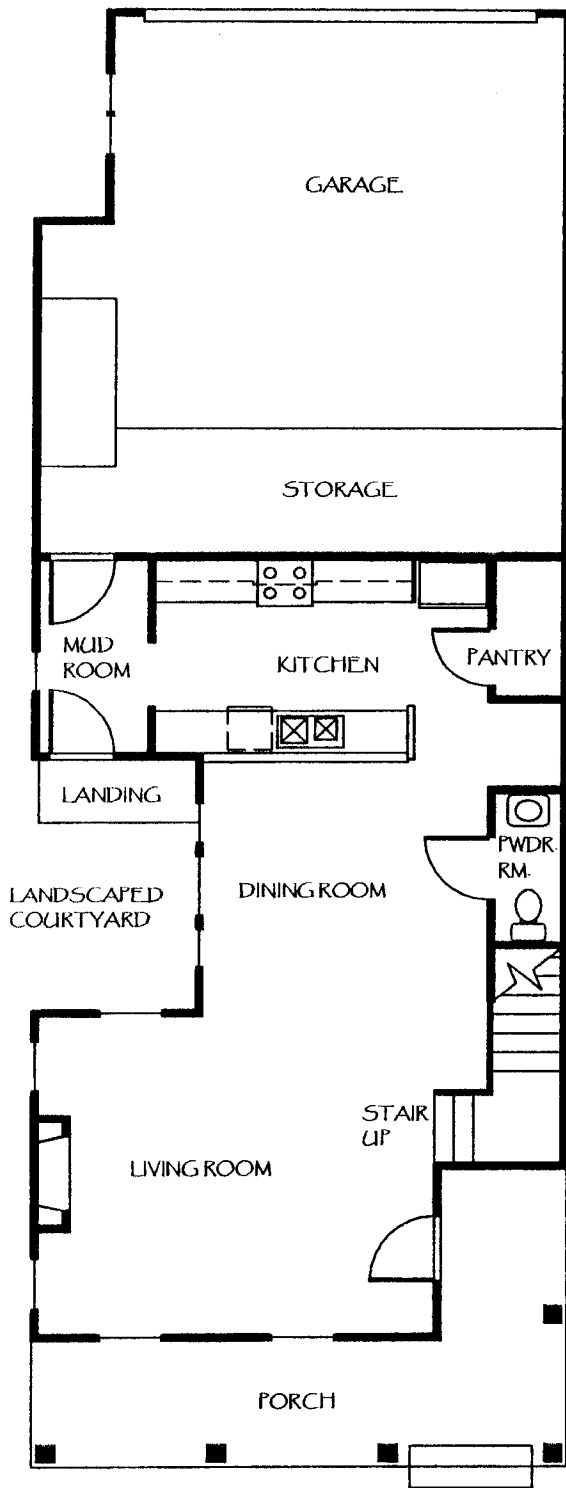 GARAGE
STORAGE
MUD
ROOM
KITCHEN
PANTRY
LANDING
PWDR.
RM.
DINING ROOM
LANDSCAPED
COURTYARD
STAIR
UP
LIVING ROOM
PORCH